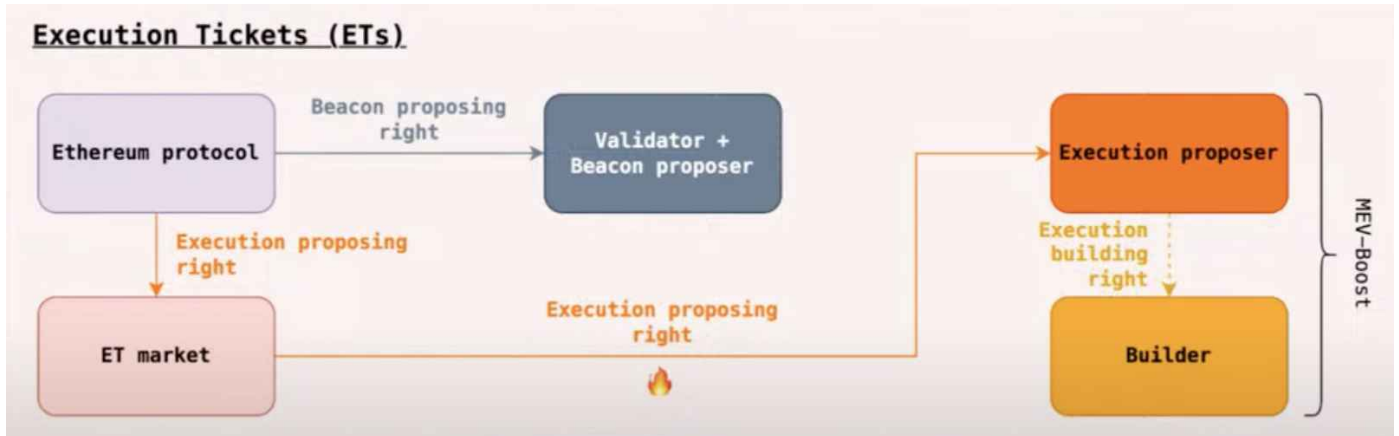 Execution Tickets (ETs)
Beacon proposing
right
Ethereum protocol
Validator +
Beacon proposer
Execution proposer
Execution proposing
right
Execution
building
right
MEV-Boost
Execution proposing
right
ET market
Builder